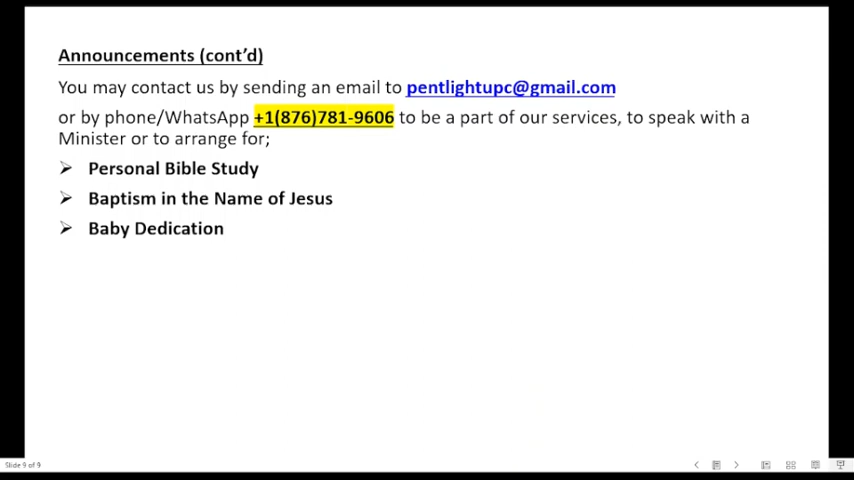 Announcements (cont'd)
You may contact us by sending an email to pentlightupc@gmail.com
or by phone/WhatsApp +1(876)781-9606 to be a part of our services, to speak with a
Minister or to arrange for;
➢ Personal Bible Study
➢ Baptism in the Name of Jesus
➢ Baby Dedication
Slide 9 of 9